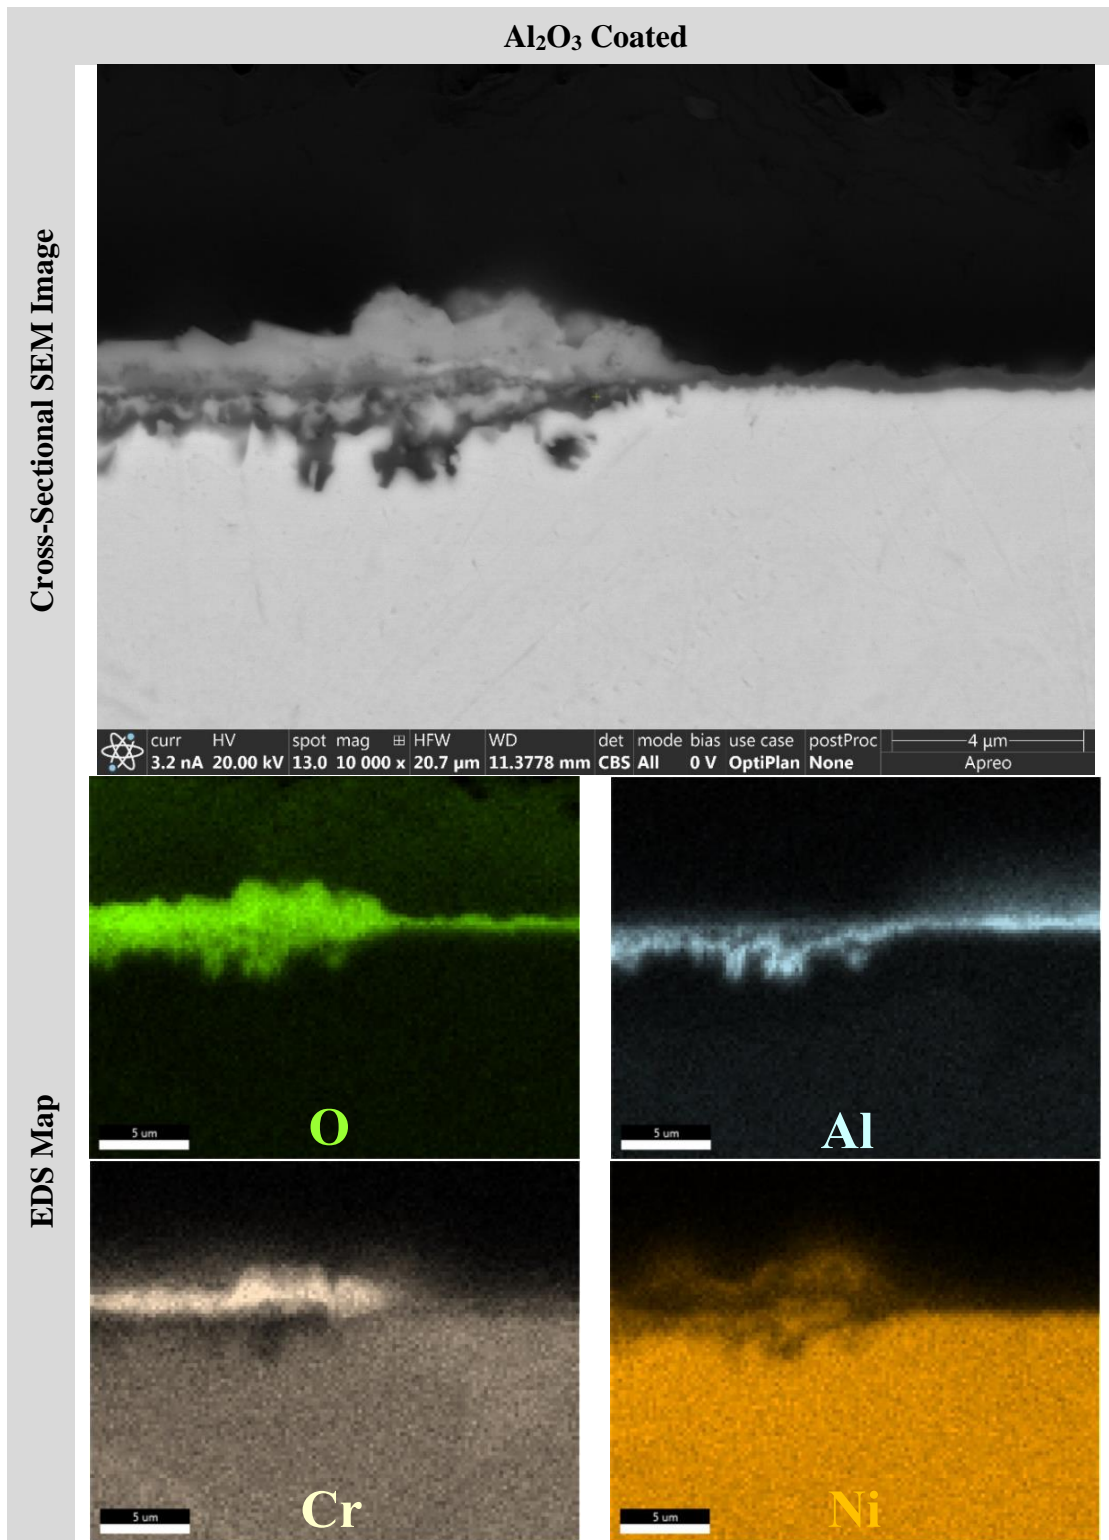 Al₂O₃ Coated
Cross-Sectional SEM Image
curr HV spot mag ⊞ HFW WD det mode bias use case postProc 4 µm
3.2 nA 20.00 kV 13.0 10 000 x 20.7 µm 11.3778 mm CBS All 0 V OptiPlan None Apreo
EDS Map
5 um
O
5 um
Al
5 um
Cr
5 um
Ni